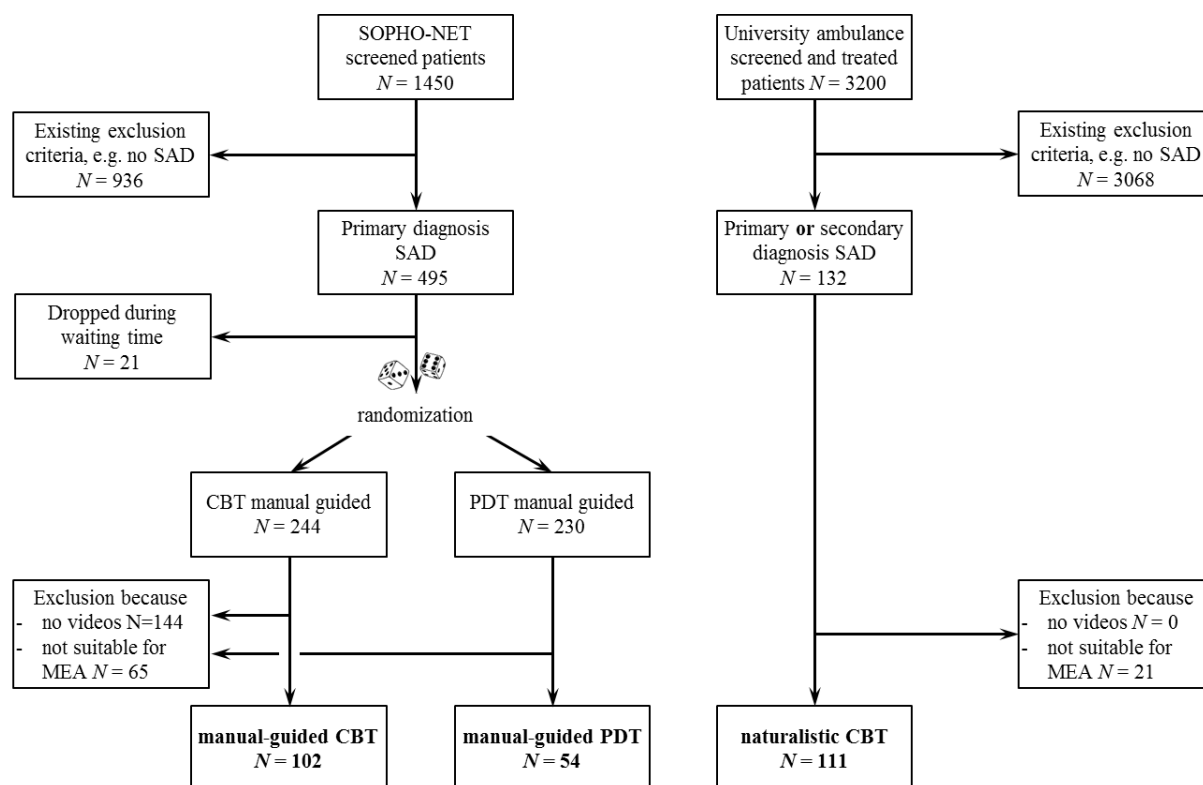 SOPHO-NET
screened patients
N = 1450
University ambulance
screened and treated
patients N = 3200
Existing exclusion
criteria, e.g. no SAD
N = 936
Existing exclusion
criteria, e.g. no SAD
N = 3068
Primary diagnosis
SAD
N = 495
Primary or secondary
diagnosis SAD
N = 132
Dropped during
waiting time
N = 21
randomization
CBT manual guided
N = 244
PDT manual guided
N = 230
Exclusion because
- no videos N=144
- not suitable for
MEA N = 65
Exclusion because
- no videos N = 0
- not suitable for
MEA N = 21
manual-guided CBT
N = 102
manual-guided PDT
N = 54
naturalistic CBT
N = 111